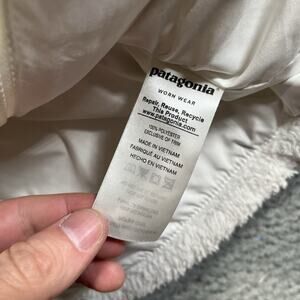 patagonia
WORN WEAR
Repair, Reuse, Recycle
This Product
www.patagonia.com
100% POLYESTER
EXCLUSIVE OF TRIM
MADE IN VIETNAM
FABRIQUÉ AU VIETNAM
HECHO EN VIETNAM